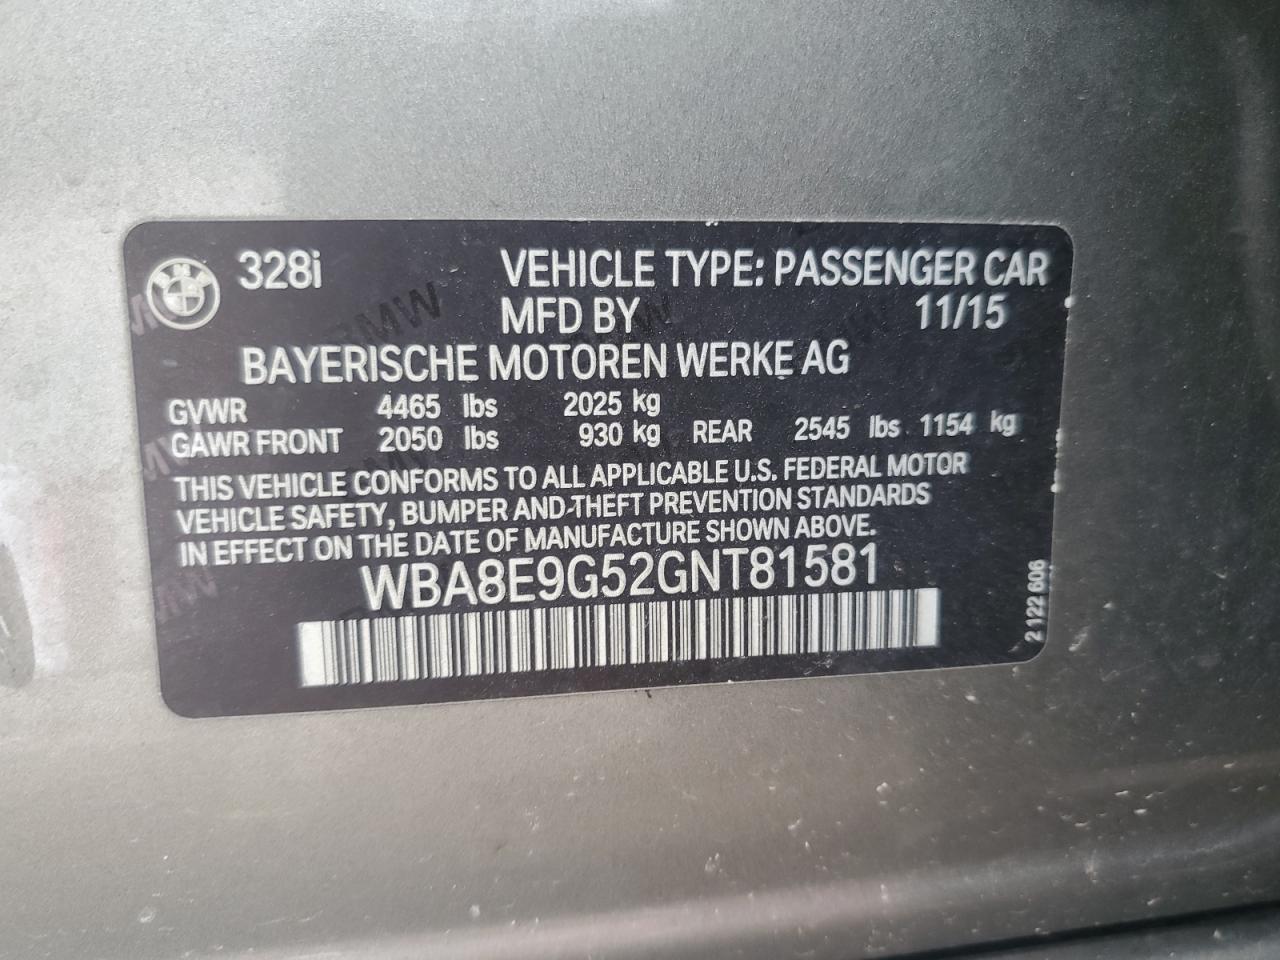 328i VEHICLE TYPE: PASSENGER CAR
MFD BY 11/15
BAYERISCHE MOTOREN WERKE AG
GVWR 4465 lbs 2025 kg
GAWR FRONT 2050 lbs 930 kg REAR 2545 lbs 1154 kg
THIS VEHICLE CONFORMS TO ALL APPLICABLE U.S. FEDERAL MOTOR
VEHICLE SAFETY, BUMPER AND-THEFT PREVENTION STANDARDS
IN EFFECT ON THE DATE OF MANUFACTURE SHOWN ABOVE.
WBA8E9G52GNT81581
2 122 606